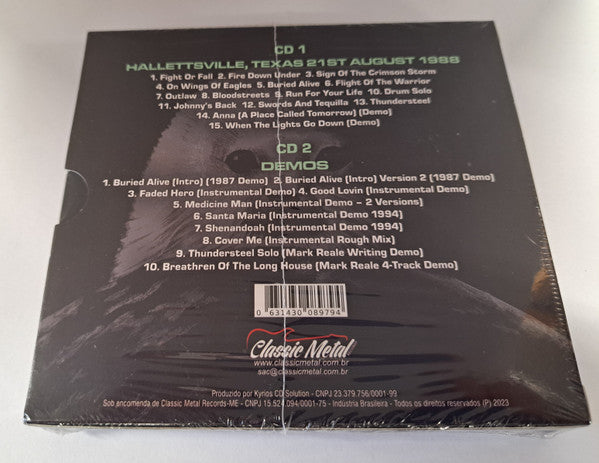 CD 1
HALLETTSVILLE, TEXAS 21ST AUGUST 1988
1. Fight Or Fall 2. Fire Down Under 3. Sign Of The Crimson Storm
4. On Wings Of Eagles 5. Buried Alive 6. Flight Of The Warrior
7. Outlaw 8. Bloodstreets 9. Run For Your Life 10. Drum Solo
11. Johnny's Back 12. Swords And Tequilla 13. Thundersteel
14. Anna (A Place Called Tomorrow) (Demo)
15. When The Lights Go Down (Demo)
CD 2
DEMOS
1. Buried Alive (Intro) (1987 Demo) 2. Buried Alive (Intro) Version 2 (1987 Demo)
3. Faded Hero (Instrumental Demo) 4. Good Lovin (Instrumental Demo)
5. Medicine Man (Instrumental Demo – 2 Versions)
6. Santa Maria (Instrumental Demo 1994)
7. Shenandoah (Instrumental Demo 1994)
8. Cover Me (Instrumental Rough Mix)
9. Thundersteel Solo (Mark Reale Writing Demo)
10. Breathren Of The Long House (Mark Reale 4-Track Demo)
0 631430 089794
Classic Metal
www.classicmetal.com.br
sac@classicmetal.com.br
Produzido por Kyrios CD Solution - CNPJ 23.379.756/0001-99
Sob encomenda de Classic Metal Records-ME - CNPJ 15.524.094/0001-75 - Indústria Brasileira - Todos os direitos reservados (P) 2023